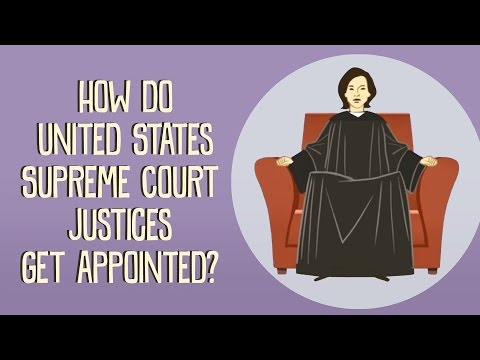 HOW DO
UNITED STATES
SUPREME COURT
JUSTICES
GET APPOINTED?